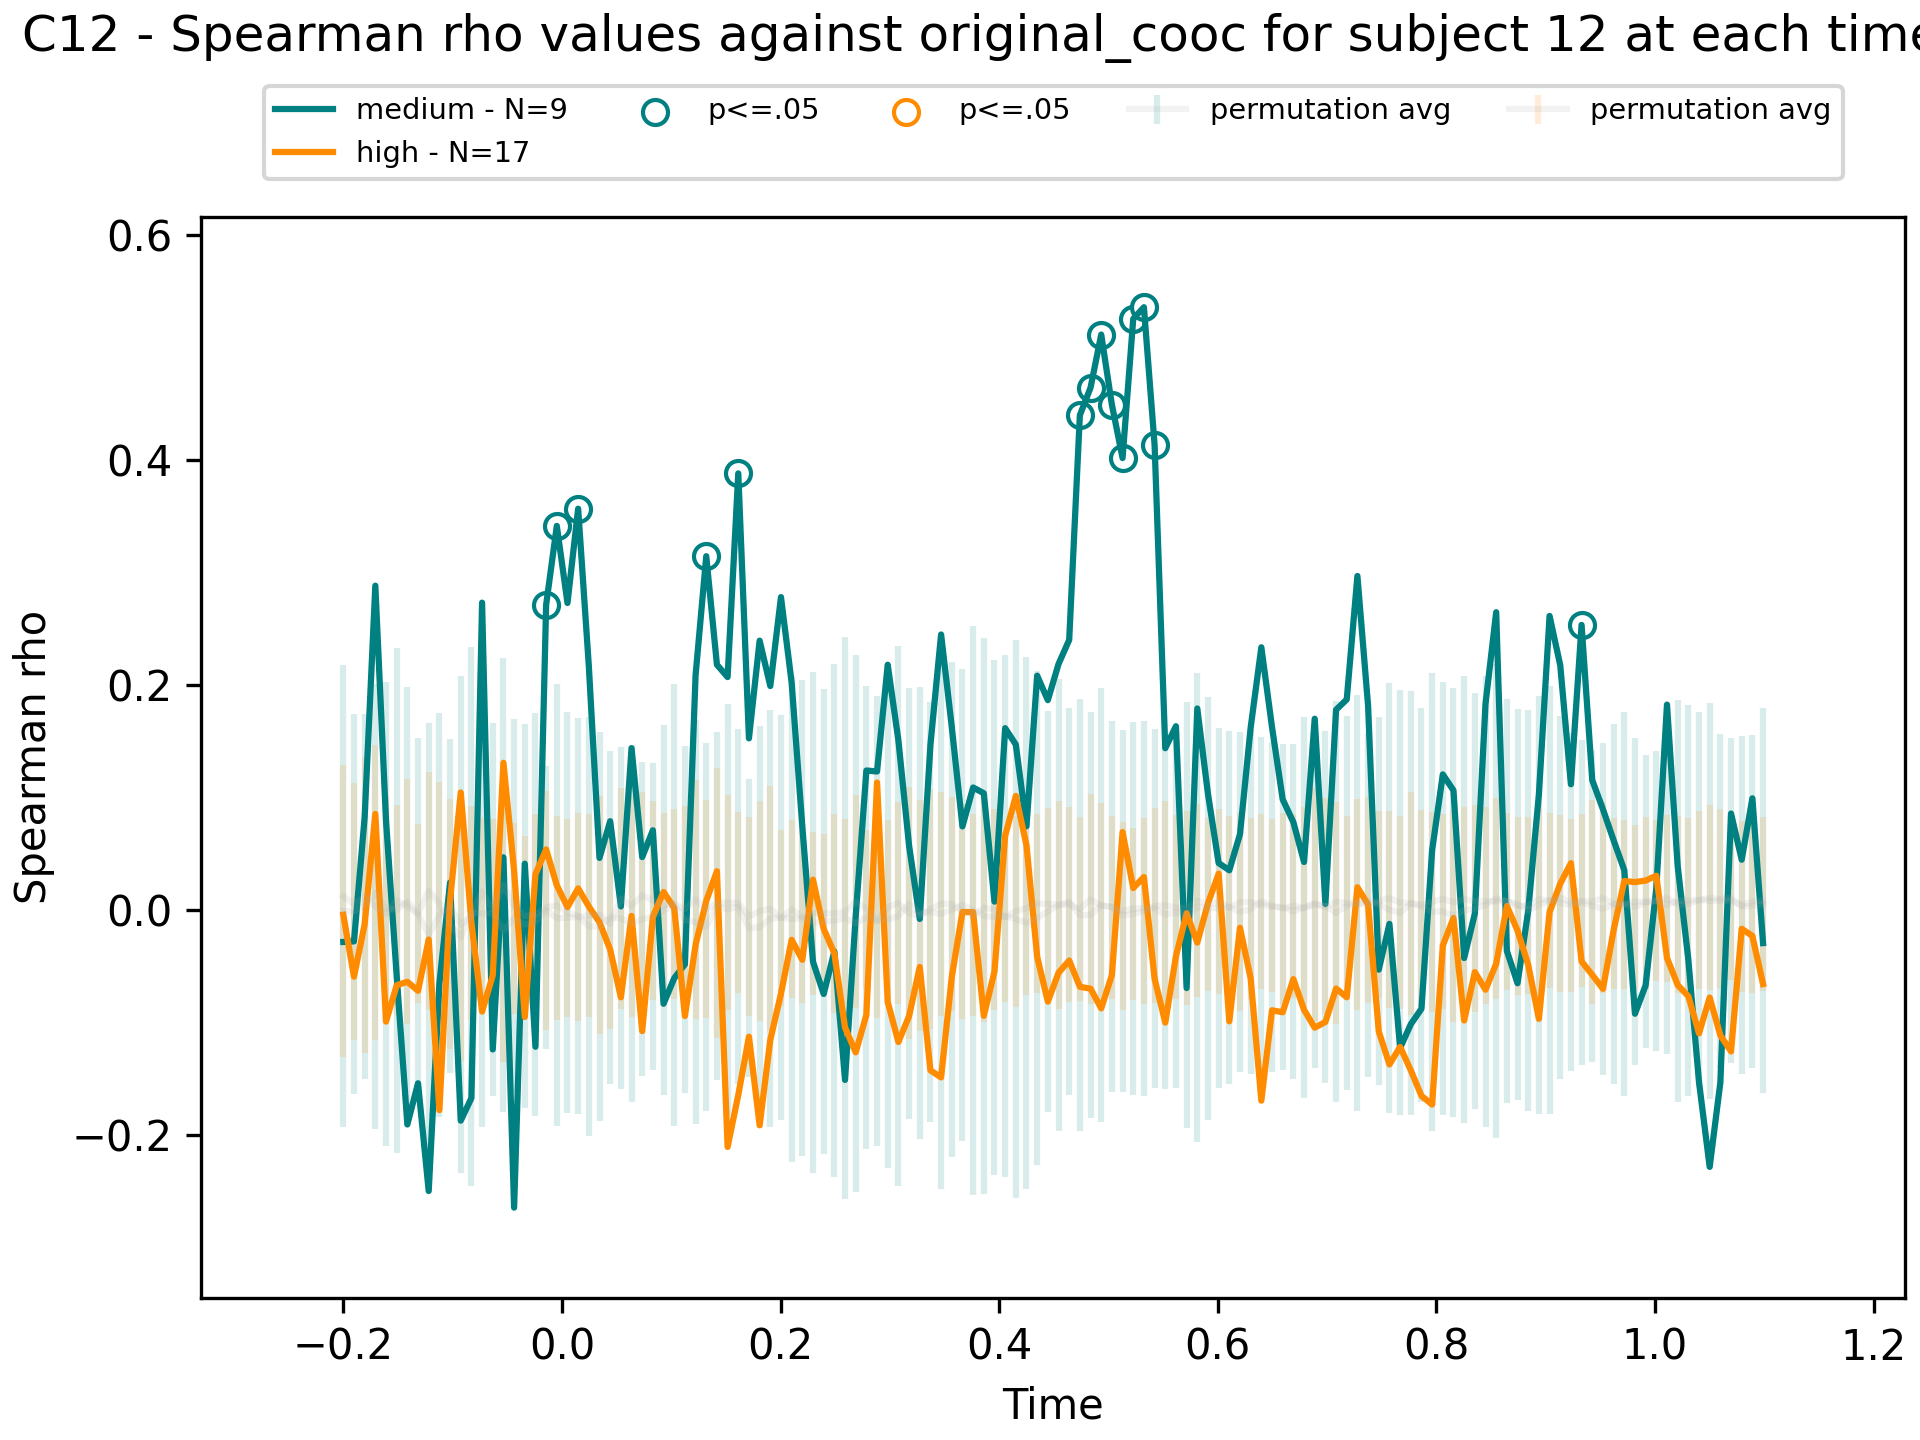 C12 - Spearman rho values against original_cooc for subject 12 at each time
medium - N=9
high - N=17
p<=.05
p<=.05
permutation avg
permutation avg
Spearman rho
0.6
0.4
0.2
0.0
−0.2
−0.2
0.0
0.2
0.4
0.6
0.8
1.0
1.2
Time